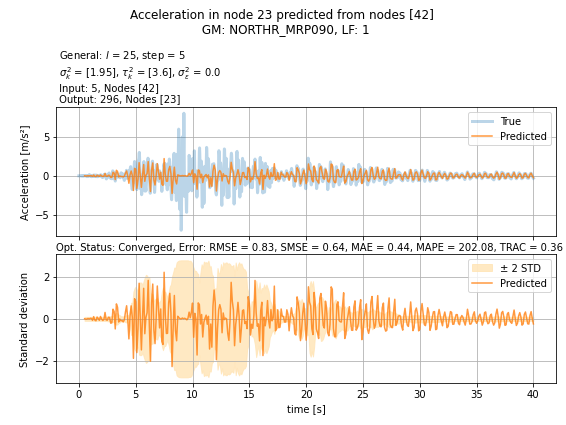 Acceleration in node 23 predicted from nodes [42]
GM: NORTHR_MRP090, LF: 1
General: l = 25, step = 5
σ²ₖ = [1.95], τ²ₖ = [3.6], σ²ε = 0.0
Input: 5, Nodes [42]
Output: 296, Nodes [23]
Acceleration [m/s²]
5
0
−5
True
Predicted
Opt. Status: Converged, Error: RMSE = 0.83, SMSE = 0.64, MAE = 0.44, MAPE = 202.08, TRAC = 0.36
Standard deviation
2
0
−2
± 2 STD
Predicted
0 5 10 15 20 25 30 35 40
time [s]